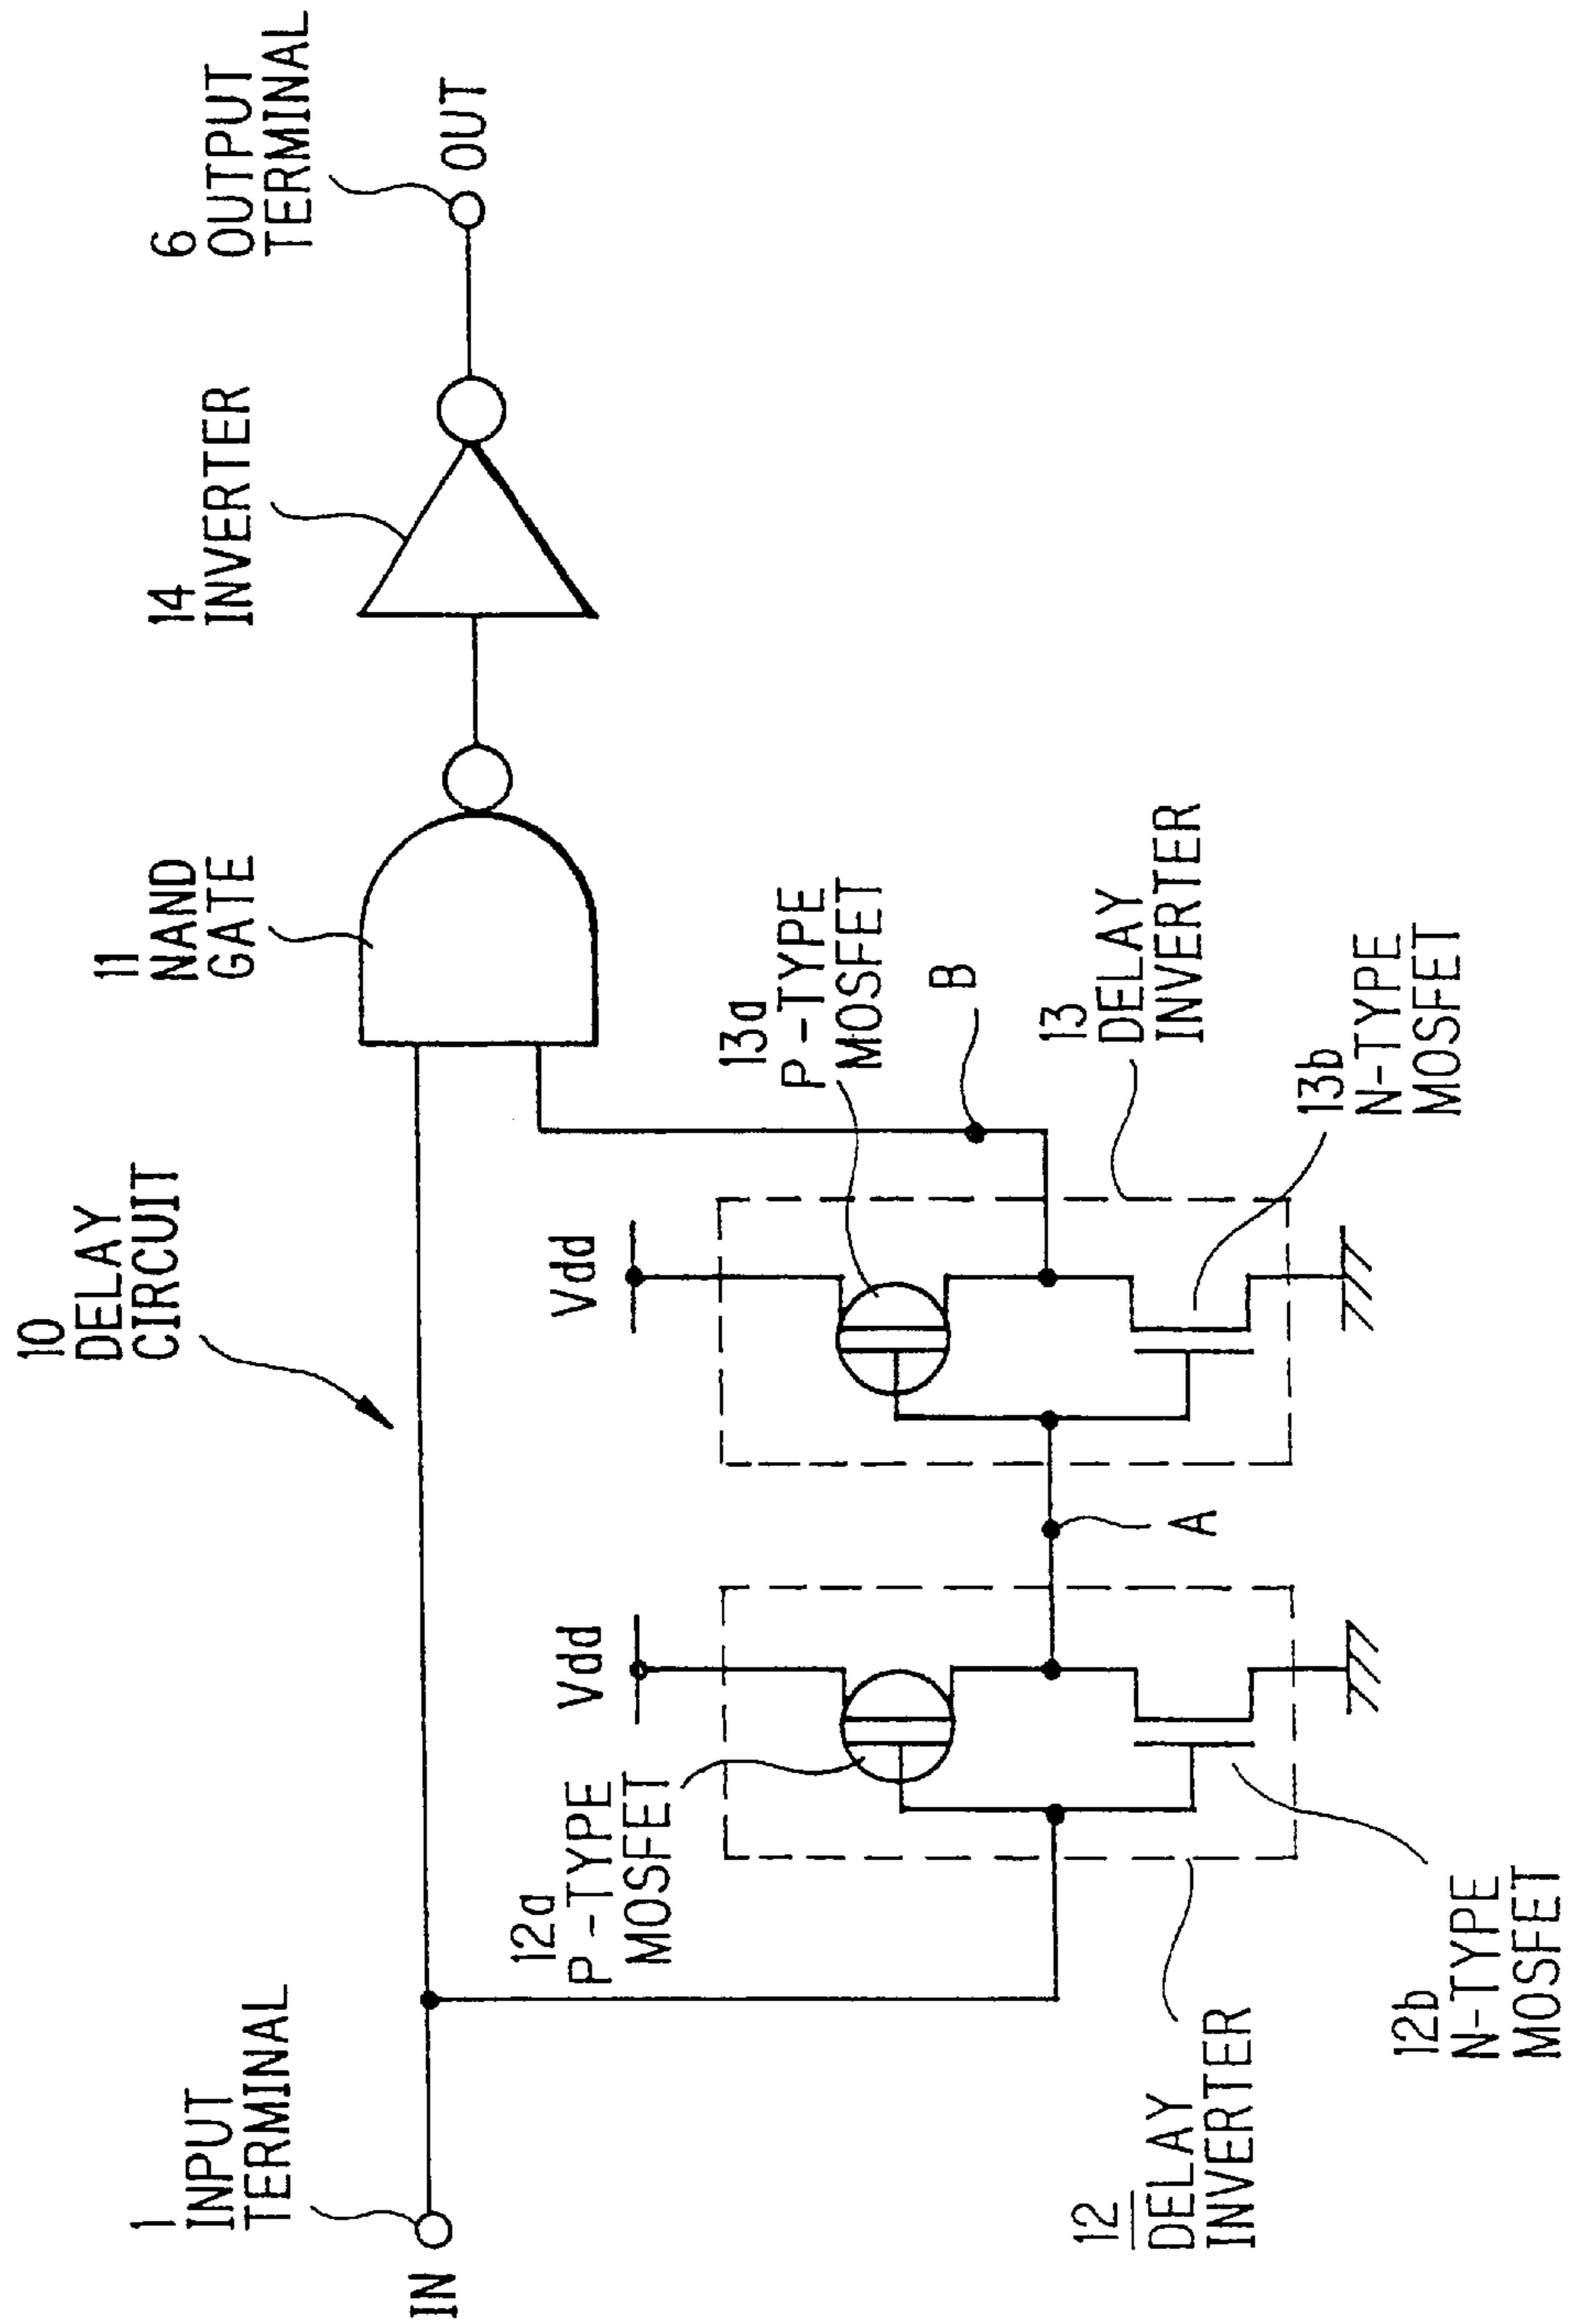 10
DELAY
CIRCUIT
1
INPUT
TERMINAL
IN
11
NAND
GATE
14
INVERTER
6
OUTPUT
TERMINAL
OUT
Vdd
12a
P-TYPE
MOSFET
Vdd
13a
P-TYPE
MOSFET
B
A
12
DELAY
INVERTER
12b
N-TYPE
MOSFET
13
DELAY
INVERTER
13b
N-TYPE
MOSFET